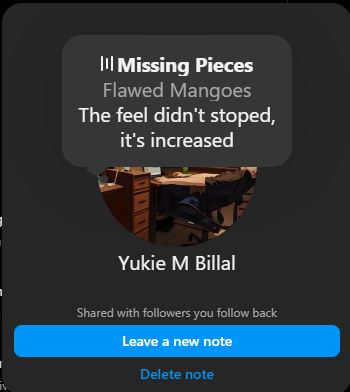 Missing Pieces
Flawed Mangoes
The feel didn't stoped,
it's increased
Yukie M Billal
Shared with followers you follow back
Leave a new note
Delete note